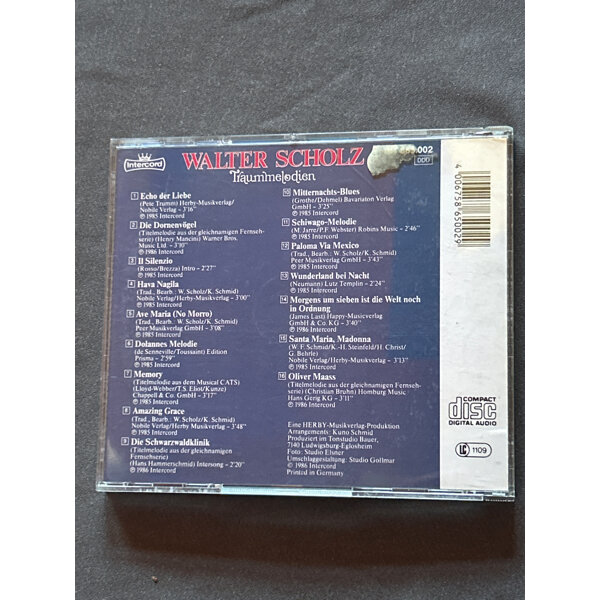 Intercord
WALTER SCHOLZ
Träummelodien
002
DDD
1 Echo der Liebe
(Pete Trumm) Herby-Musikverlag/
Nobile Verlag - 3'16"
Ⓟ 1985 Intercord
2 Die Dornenvögel
(Titelmelodie aus der gleichnamigen Fernseh-
serie) (Henry Mancini) Warner Bros.
Music Ltd. - 3'10"
Ⓟ 1986 Intercord
3 Il Silenzio
(Rosso/Brezza) Intro - 2'27"
Ⓟ 1985 Intercord
4 Hava Nagila
(Trad., Bearb.: W. Scholz/K. Schmid)
Nobile Verlag/Herby-Musikverlag - 3'00"
Ⓟ 1985 Intercord
5 Ave Maria (No Morro)
(Trad., Bearb.: W. Scholz/K. Schmid)
Peer Musikverlag GmbH - 3'08"
Ⓟ 1985 Intercord
6 Dolannes Melodie
(de Senneville/Toussaint) Edition
Prisma - 2'59"
Ⓟ 1985 Intercord
7 Memory
(Titelmelodie aus dem Musical CATS)
(Lloyd-Webber/T.S. Eliot/Kunze)
Chappell & Co. GmbH - 3'17"
Ⓟ 1985 Intercord
8 Amazing Grace
(Trad., Bearb.: W. Scholz/K. Schmid)
Nobile Verlag/Herby-Musikverlag - 3'48"
Ⓟ 1985 Intercord
9 Die Schwarzwaldklinik
(Titelmelodie aus der gleichnamigen
Fernsehserie)
(Hans Hammerschmid) Intersong - 2'20"
Ⓟ 1986 Intercord
10 Mitternachts-Blues
(Grothe/Dehmel) Bavariaton Verlag
GmbH - 3'25"
Ⓟ 1985 Intercord
11 Schiwago-Melodie
(M. Jarre/P.F. Webster) Robins Music - 2'46"
Ⓟ 1985 Intercord
12 Paloma Via Mexico
(Trad., Bearb.: W. Scholz/K. Schmid)
Peer Musikverlag GmbH - 3'43"
Ⓟ 1985 Intercord
13 Wunderland bei Nacht
(Neumann) Lutz Templin - 2'24"
Ⓟ 1985 Intercord
14 Morgens um sieben ist die Welt noch
in Ordnung
(James Last) Happy-Musicverlag
GmbH & Co. KG - 3'40"
Ⓟ 1986 Intercord
15 Santa Maria, Madonna
(W. F. Schmid/K.-H. Steinfeld/H. Christ/
G. Behrle)
Nobile Verlag/Herby-Musikverlag - 3'13"
Ⓟ 1985 Intercord
16 Oliver Maass
(Titelmelodie aus der gleichnamigen Fernseh-
serie) (Christian Bruhn) Homburg Music
Hans Gerig KG - 3'11"
Ⓟ 1986 Intercord
Eine HERBY-Musikverlag-Produktion
Arrangements: Kuno Schmid
Produziert im Tonstudio Bauer,
7140 Ludwigsburg-Eglosheim
Foto: Studio Elsner
Umschlaggestaltung: Studio Gollmar
© 1986 Intercord
Printed in Germany
4 006758 650029
COMPACT
disc
DIGITAL AUDIO
LC 1109